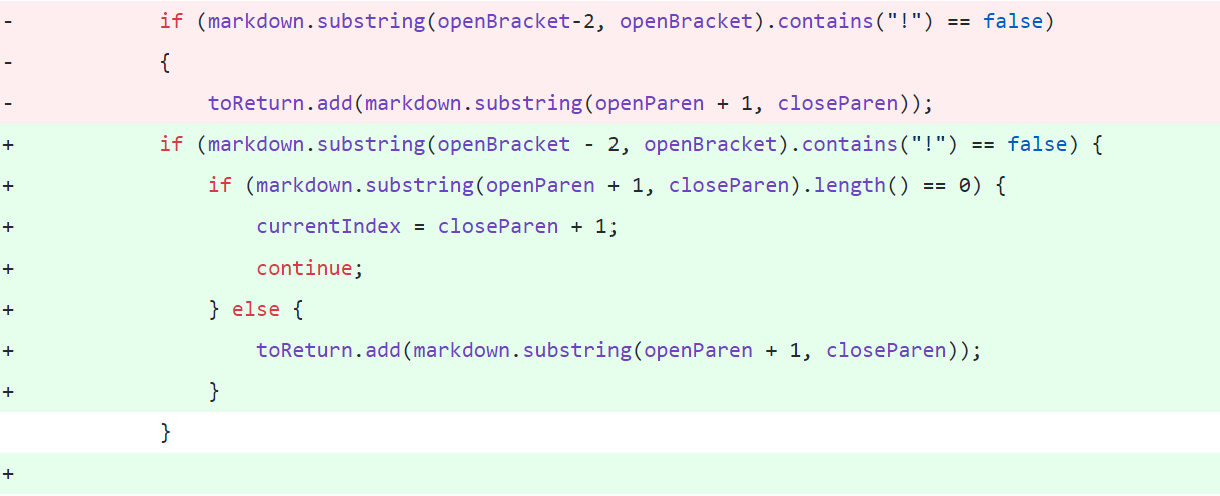 -            if (markdown.substring(openBracket-2, openBracket).contains("!") == false)
-            {
-                toReturn.add(markdown.substring(openParen + 1, closeParen));
+            if (markdown.substring(openBracket - 2, openBracket).contains("!") == false) {
+                if (markdown.substring(openParen + 1, closeParen).length() == 0) {
+                    currentIndex = closeParen + 1;
+                    continue;
+                } else {
+                    toReturn.add(markdown.substring(openParen + 1, closeParen));
+                }
             }
+